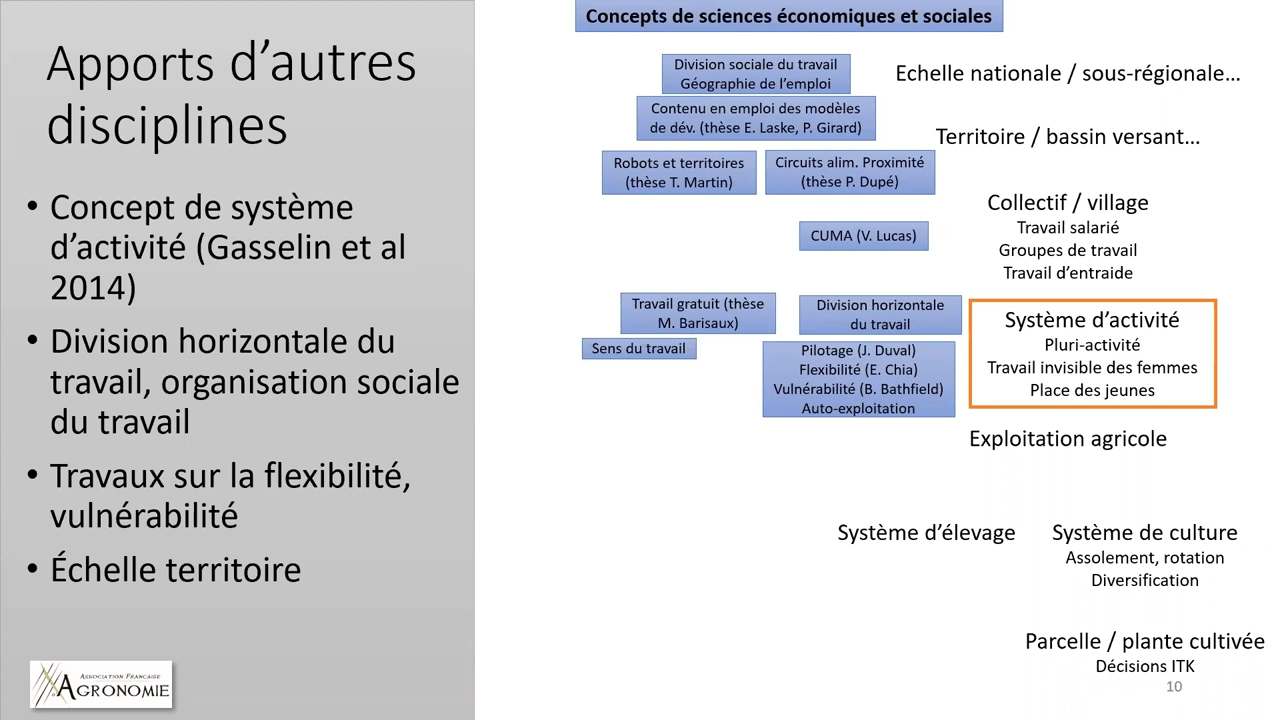 Apports d’autres
disciplines
• Concept de système
d’activité (Gasselin et al
2014)
• Division horizontale du
travail, organisation sociale
du travail
• Travaux sur la flexibilité,
vulnérabilité
• Échelle territoire
ASSOCIATION FRANÇAISE
AGRONOMIE
Concepts de sciences économiques et sociales
Division sociale du travail
Géographie de l’emploi
Echelle nationale / sous-régionale…
Contenu en emploi des modèles
de dév. (thèse E. Laske, P. Girard)
Territoire / bassin versant…
Robots et territoires
(thèse T. Martin)
Circuits alim. Proximité
(thèse P. Dupé)
Collectif / village
Travail salarié
Groupes de travail
Travail d’entraide
CUMA (V. Lucas)
Travail gratuit (thèse
M. Barisaux)
Division horizontale
du travail
Sens du travail
Pilotage (J. Duval)
Flexibilité (E. Chia)
Vulnérabilité (B. Bathfield)
Auto-exploitation
Système d’activité
Pluri-activité
Travail invisible des femmes
Place des jeunes
Exploitation agricole
Système d’élevage
Système de culture
Assolement, rotation
Diversification
Parcelle / plante cultivée
Décisions ITK
10